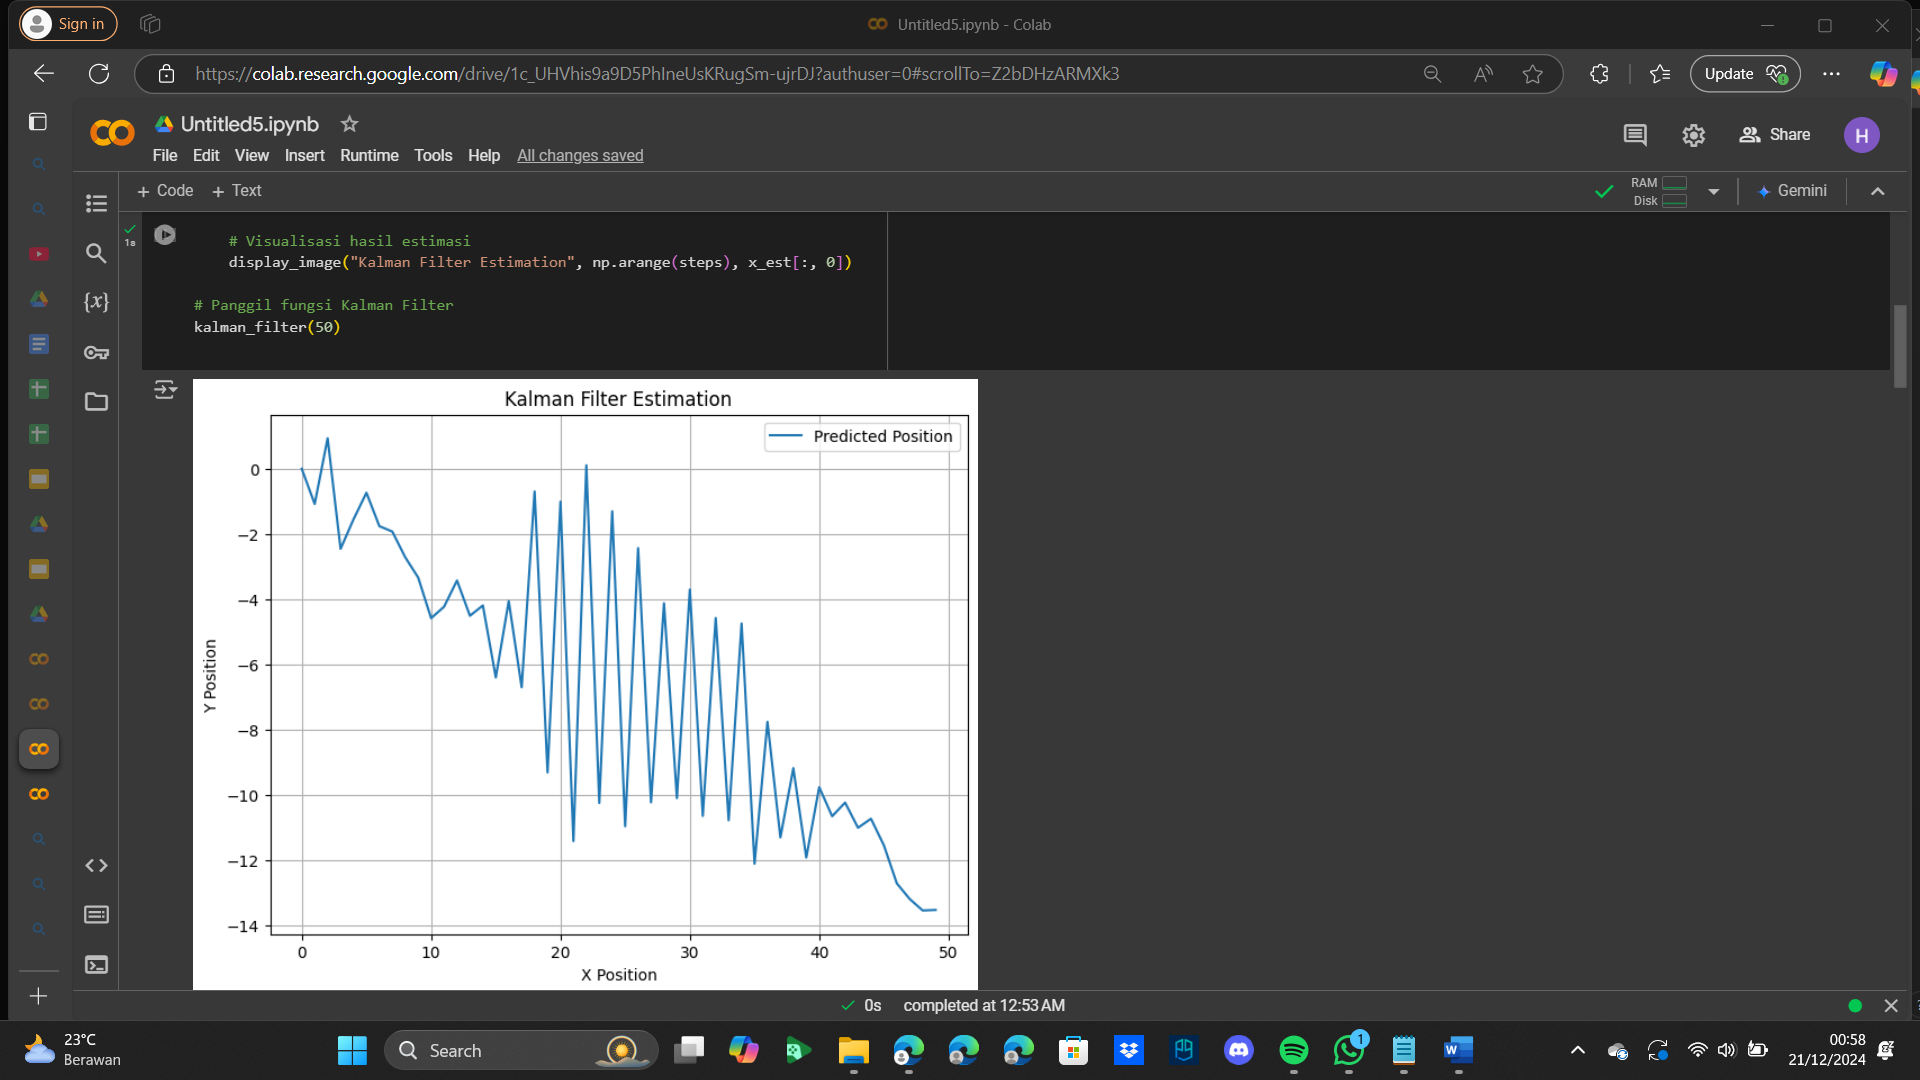 Sign in
Untitled5.ipynb - Colab
https://colab.research.google.com/drive/1c_UHVhis9a9D5PhIneUsKRugSm-ujrDJ?authuser=0#scrollTo=Z2bDHzARMXk3
Update
Untitled5.ipynb
Share
H
File Edit View Insert Runtime Tools Help All changes saved
+ Code + Text
RAM
Disk
Gemini
1s
# Visualisasi hasil estimasi
display_image("Kalman Filter Estimation", np.arange(steps), x_est[:, 0])
# Panggil fungsi Kalman Filter
kalman_filter(50)
{x}
Kalman Filter Estimation
Predicted Position
0
−2
−4
−6
−8
−10
−12
−14
Y Position
0 10 20 30 40 50
X Position
0s completed at 12:53 AM
23°C
Berawan
Search
1
00:58
21/12/2024